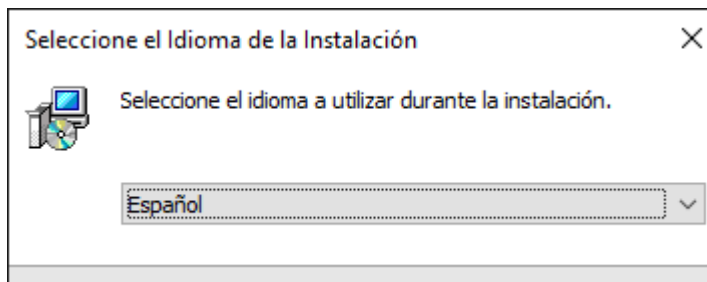 Seleccione el Idioma de la Instalación
Seleccione el idioma a utilizar durante la instalación.
Español